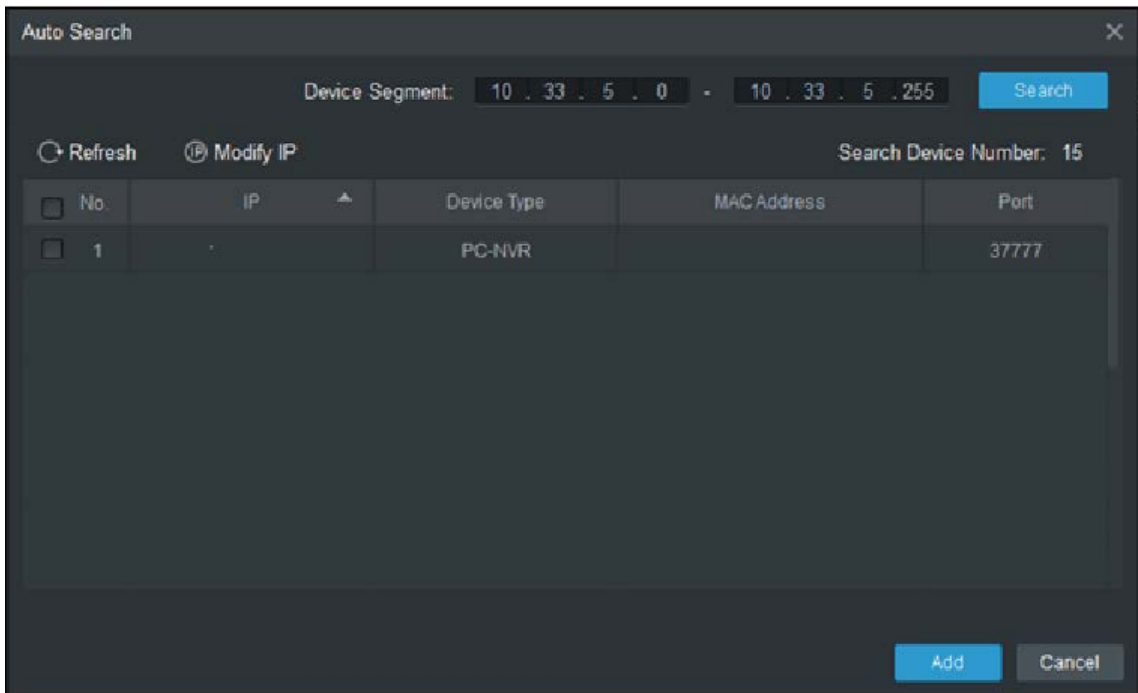 Auto Search
Device Segment: 10 . 33 . 5 . 0 - 10 . 33 . 5 . 255 Search
Refresh IP Modify IP Search Device Number: 15
No. IP Device Type MAC Address Port
1 PC-NVR 37777
Add Cancel